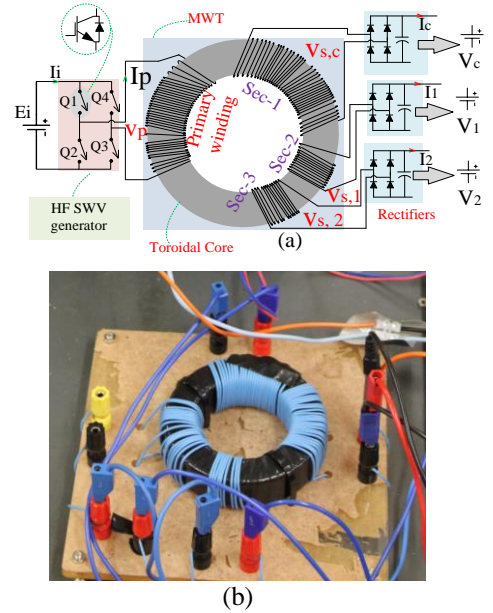 MWT
Ii
Ip
Ei
Q1
Q4
Q2
Q3
Vp
HF SWV
generator
Primary
winding
Sec-1
Sec-2
Sec-3
Toroidal Core
Vs,c
Vs,1
Vs, 2
Ic
Vc
I1
V1
I2
V2
Rectifiers
(a)
(b)